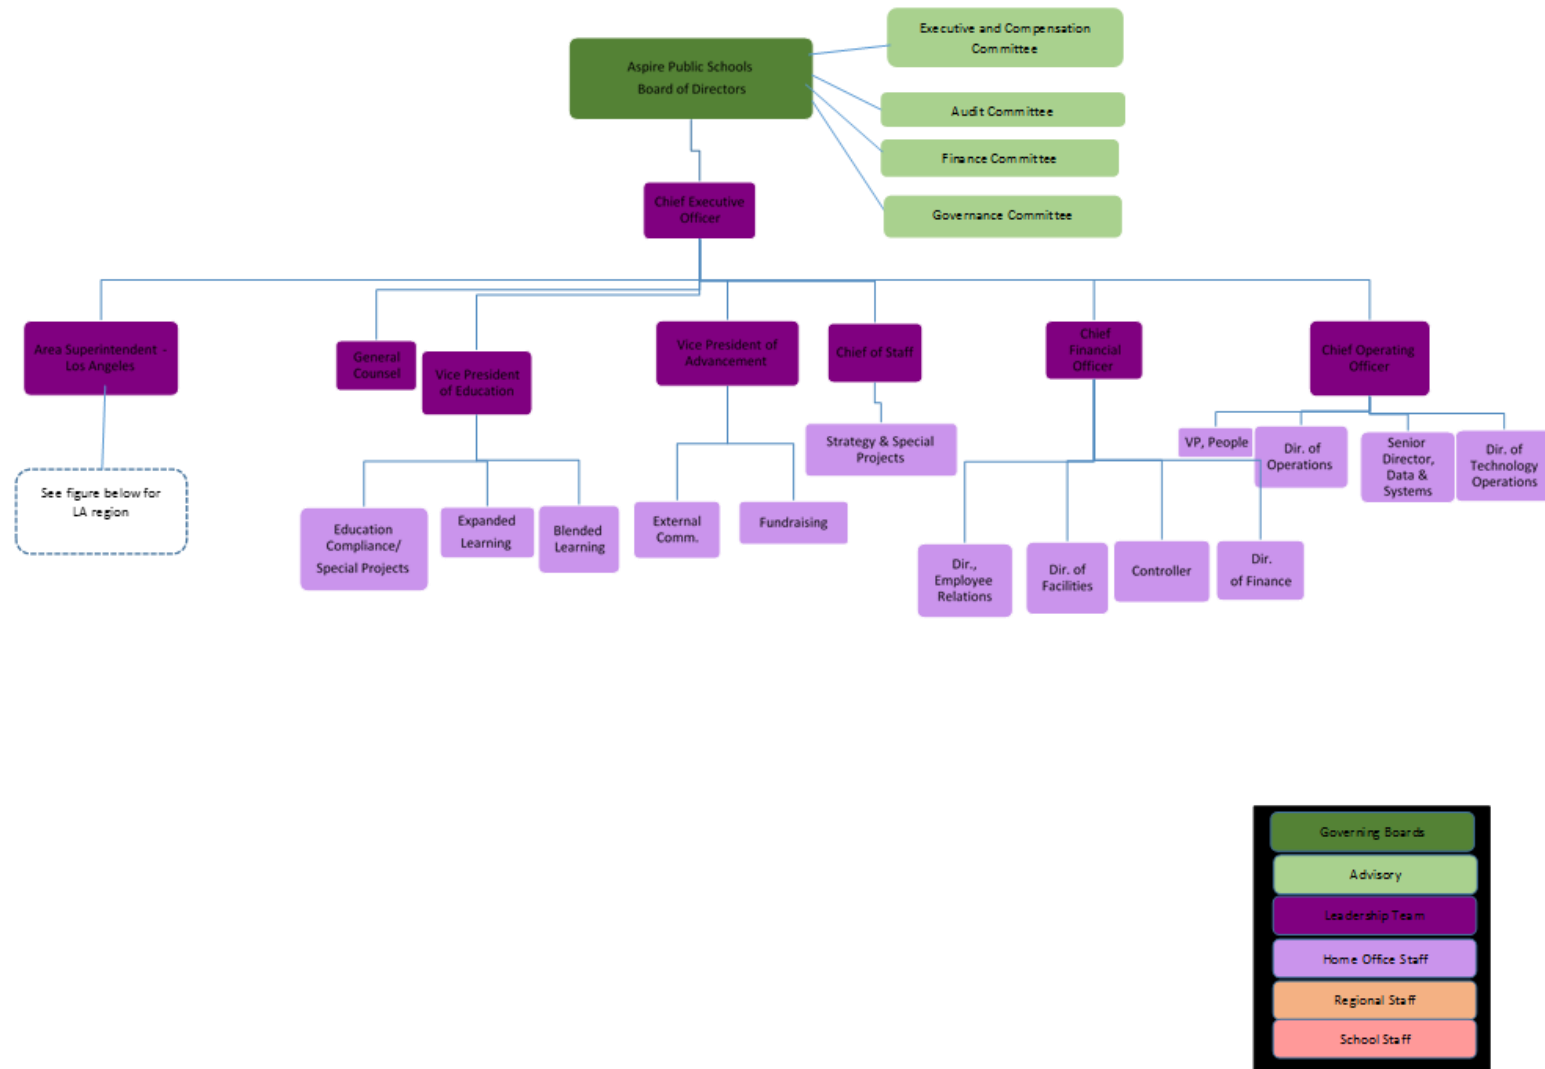 Executive and Compensation
Committee
Aspire Public Schools
Board of Directors
Audit Committee
Finance Committee
Governance Committee
Chief Executive
Officer
Area Superintendent -
Los Angeles
General
Counsel
Vice President
of Education
Vice President of
Advancement
Chief of Staff
Chief
Financial
Officer
Chief Operating
Officer
See figure below for
LA region
Education
Compliance/
Special Projects
Expanded
Learning
Blended
Learning
External
Comm.
Fundraising
Strategy & Special
Projects
Dir.,
Employee
Relations
Dir. of
Facilities
Controller
Dir.
of Finance
VP, People
Dir. of
Operations
Senior
Director,
Data &
Systems
Dir. of
Technology
Operations
Governing Boards
Advisory
Leadership Team
Home Office Staff
Regional Staff
School Staff